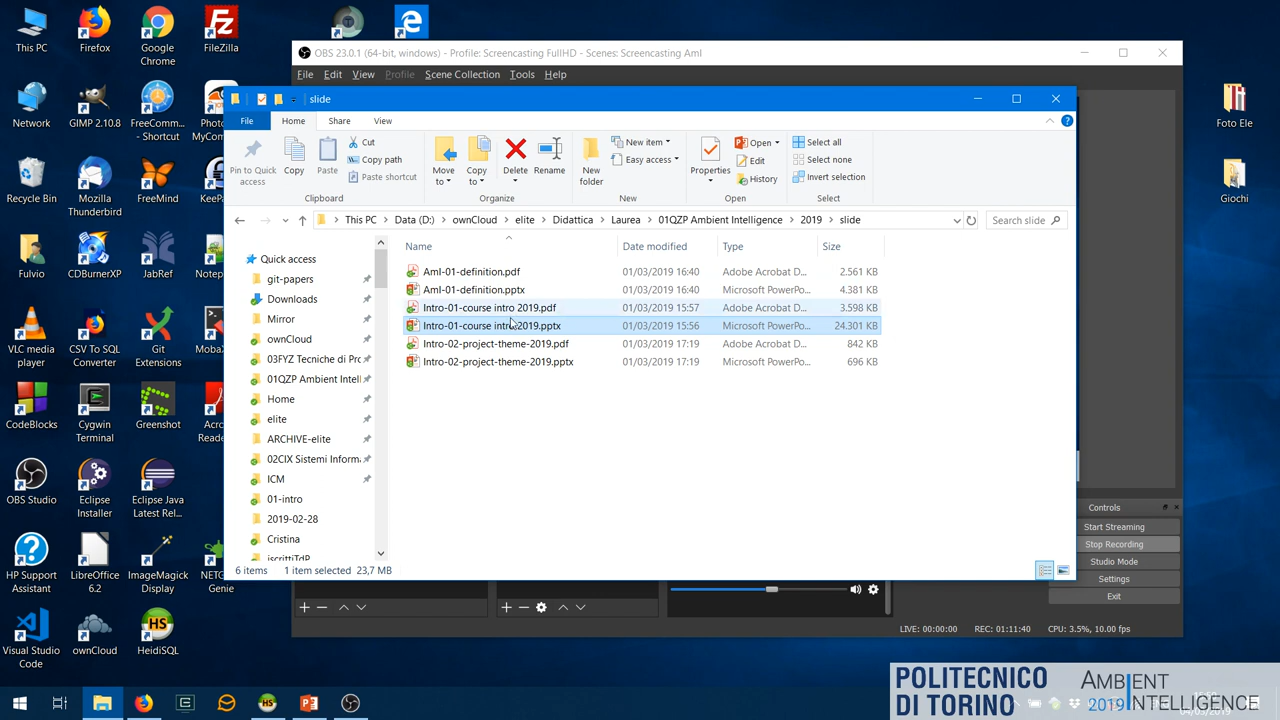 This PC
Firefox
Google Chrome
FileZilla
Network
GIMP 2.10.8
FreeComm... - Shortcut
Photo
MyCom
Recycle Bin
Mozilla Thunderbird
FreeMind
KeePa
Fulvio
CDBurnerXP
JabRef
Notep
VLC media player
CSV To SQL Converter
Git Extensions
MobaX
CodeBlocks
Cygwin Terminal
Greenshot
Acro
Reade
OBS Studio
Eclipse Installer
Eclipse Java Latest Rel...
HP Support Assistant
LibreOffice 6.2
ImageMagick Display
NETG
Genie
Visual Studio Code
ownCloud
HeidiSQL
Foto Ele
Giochi
OBS 23.0.1 (64-bit, windows) - Profile: Screencasting FullHD - Scenes: Screencasting AmI
File Edit View Profile Scene Collection Tools Help
slide
File Home Share View
Pin to Quick access
Copy
Paste
Cut
Copy path
Paste shortcut
Clipboard
Move to
Copy to
Delete
Rename
Organize
New folder
New item
Easy access
New
Properties
Open
Edit
History
Open
Select all
Select none
Invert selection
Select
This PC > Data (D:) > ownCloud > elite > Didattica > Laurea > 01QZP Ambient Intelligence > 2019 > slide
Search slide
Name Date modified Type Size
AmI-01-definition.pdf 01/03/2019 16:40 Adobe Acrobat D... 2.561 KB
AmI-01-definition.pptx 01/03/2019 16:40 Microsoft PowerPo... 4.381 KB
Intro-01-course intro 2019.pdf 01/03/2019 15:57 Adobe Acrobat D... 3.598 KB
Intro-01-course intro 2019.pptx 01/03/2019 15:56 Microsoft PowerPo... 24.301 KB
Intro-02-project-theme-2019.pdf 01/03/2019 17:19 Adobe Acrobat D... 842 KB
Intro-02-project-theme-2019.pptx 01/03/2019 17:19 Microsoft PowerPo... 696 KB
Quick access
git-papers
Downloads
Mirror
ownCloud
03FYZ Tecniche di Pro
01QZP Ambient Intel
Home
elite
ARCHIVE-elite
02CIX Sistemi Inform
ICM
01-intro
2019-02-28
Cristina
iscrittiTdP
6 items 1 item selected 23,7 MB
Controls
Start Streaming
Stop Recording
Studio Mode
Settings
Exit
LIVE: 00:00:00 REC: 01:11:40 CPU: 3.5%, 10.00 fps
POLITECNICO DI TORINO
AMBIENT INTELLIGENCE 2019